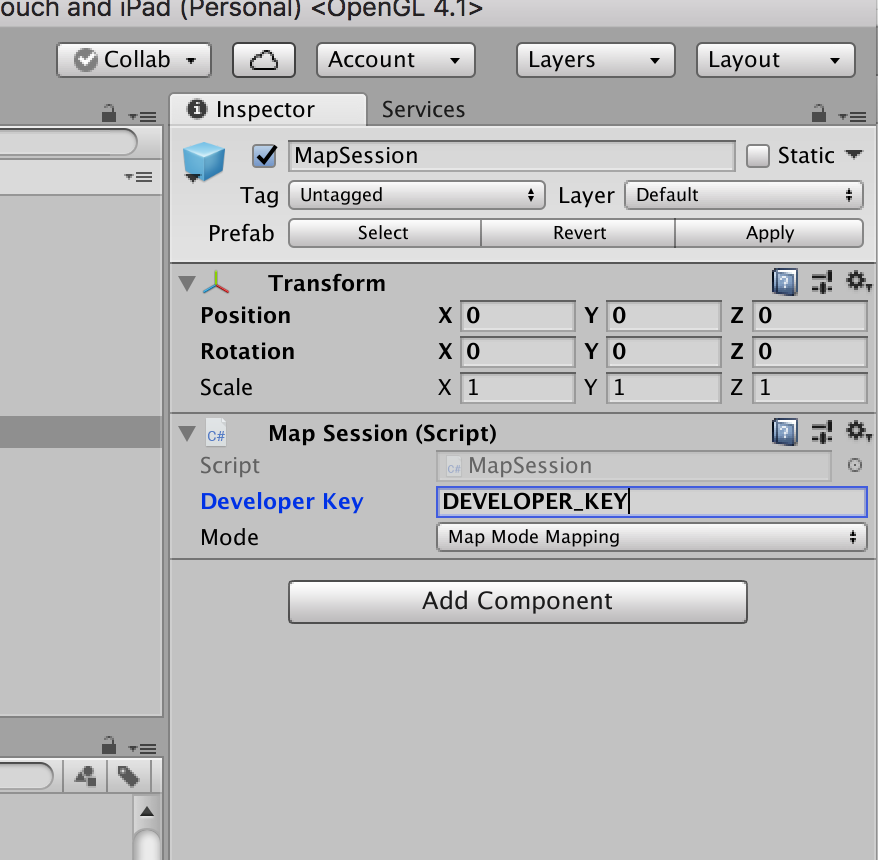 ouch and iPad (Personal) <OpenGL 4.1>
Collab Account Layers Layout
Inspector Services
MapSession Static
Tag Untagged Layer Default
Prefab Select Revert Apply
Transform
Position X 0 Y 0 Z 0
Rotation X 0 Y 0 Z 0
Scale X 1 Y 1 Z 1
C# Map Session (Script)
Script C# MapSession
Developer Key DEVELOPER_KEY
Mode Map Mode Mapping
Add Component